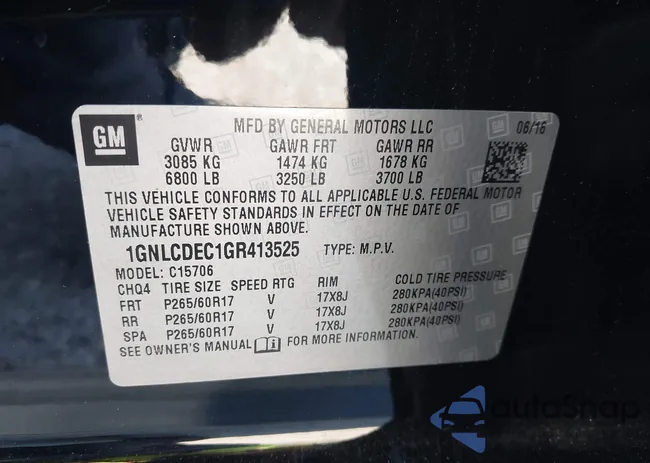 GM
MFD BY GENERAL MOTORS LLC 06/16
GVWR GAWR FRT GAWR RR
3085 KG 1474 KG 1678 KG
6800 LB 3250 LB 3700 LB
THIS VEHICLE CONFORMS TO ALL APPLICABLE U.S. FEDERAL MOTOR
VEHICLE SAFETY STANDARDS IN EFFECT ON THE DATE OF
MANUFACTURE SHOWN ABOVE.
1GNLCDEC1GR413525 TYPE: M.P.V.
MODEL: C15706
CHQ4 TIRE SIZE SPEED RTG RIM COLD TIRE PRESSURE
FRT P265/60R17 V 17X8J 280KPA(40PSI)
RR P265/60R17 V 17X8J 280KPA(40PSI)
SPA P265/60R17 V 17X8J 280KPA(40PSI)
SEE OWNER'S MANUAL FOR MORE INFORMATION.
autoSnap